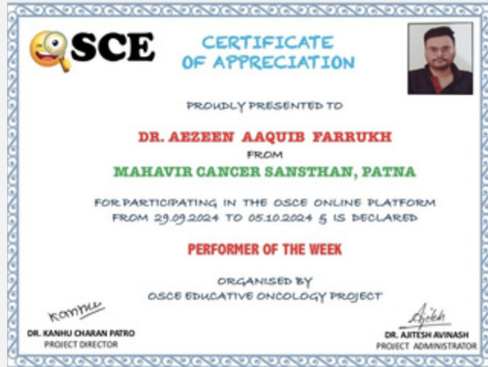 OSCE
CERTIFICATE
OF APPRECIATION
PROUDLY PRESENTED TO
DR. AEZEEN AAQUIB FARRUKH
FROM
MAHAVIR CANCER SANSTHAN, PATNA
FOR PARTICIPATING IN THE OSCE ONLINE PLATFORM
FROM 29.09.2024 TO 05.10.2024 & IS DECLARED
PERFORMER OF THE WEEK
ORGANISED BY
OSCE EDUCATIVE ONCOLOGY PROJECT
DR. KANHU CHARAN PATRO
PROJECT DIRECTOR
DR. AJITESH AVINASH
PROJECT ADMINISTRATOR